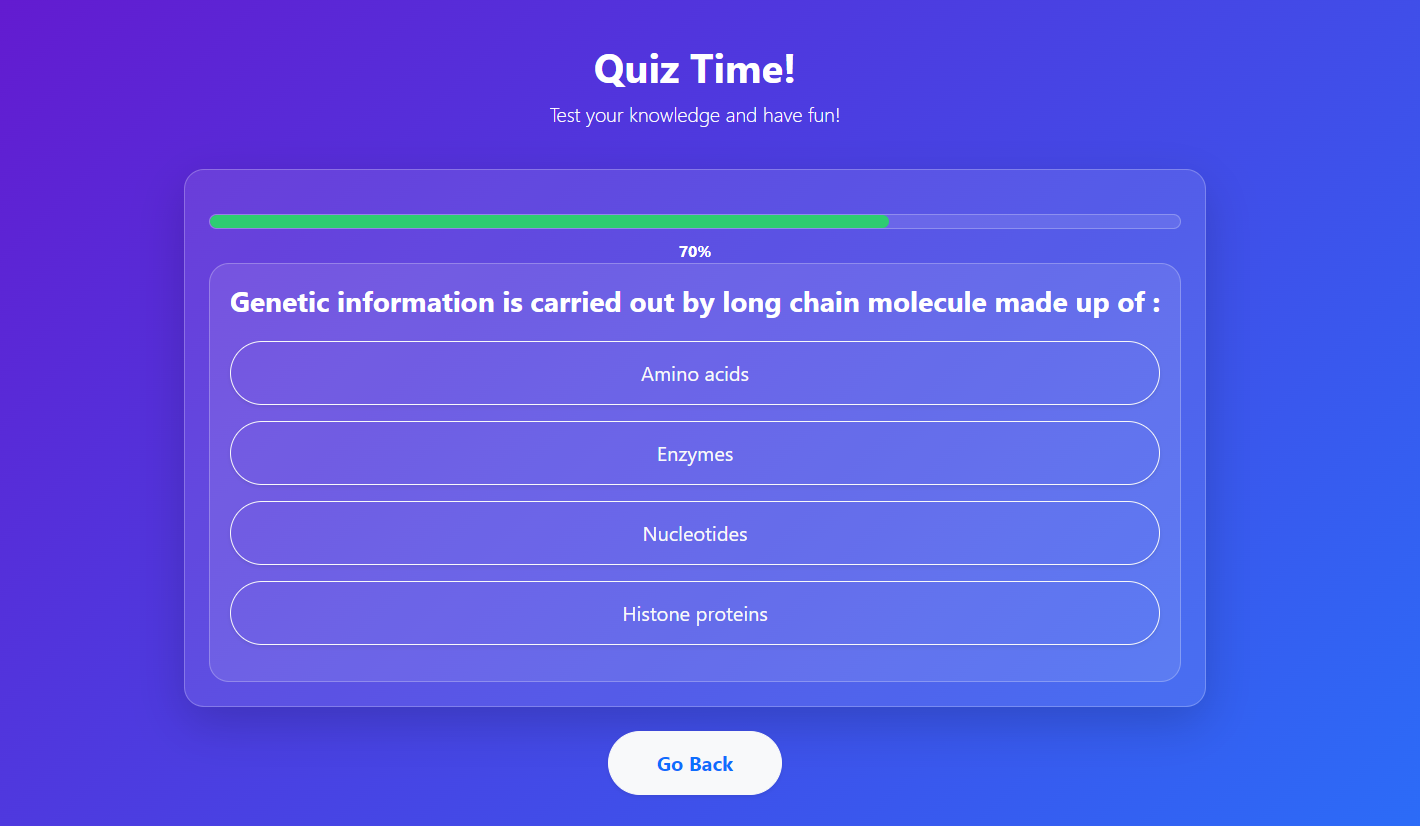 Quiz Time!
Test your knowledge and have fun!
70%
Genetic information is carried out by long chain molecule made up of :
Amino acids
Enzymes
Nucleotides
Histone proteins
Go Back